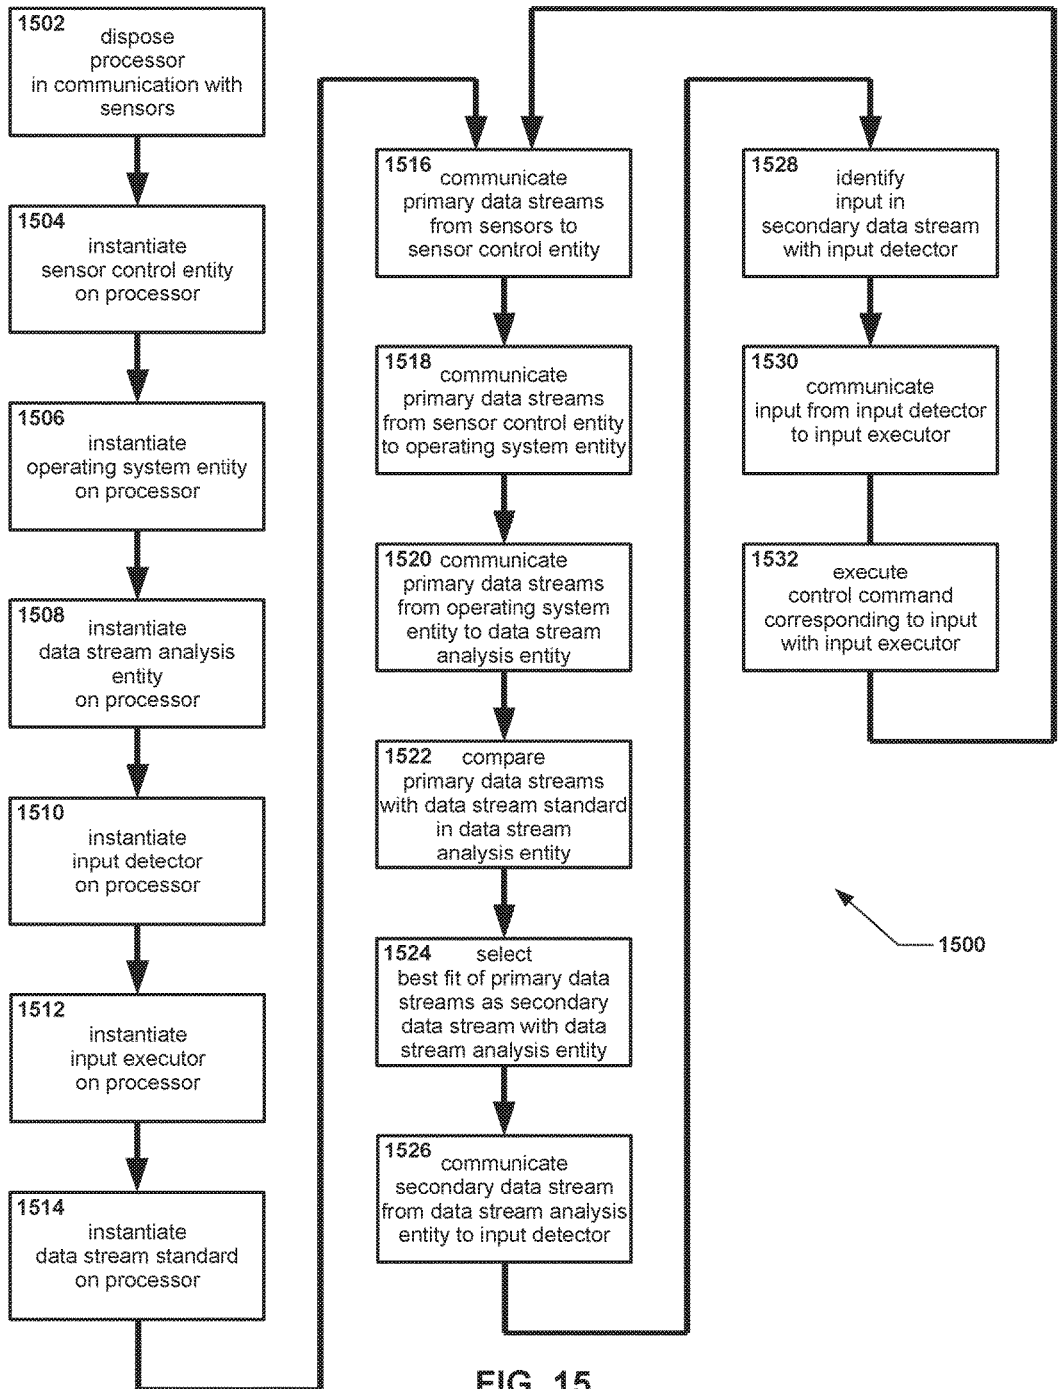 1502
dispose
processor
in communication with
sensors
1504
instantiate
sensor control entity
on processor
1506
instantiate
operating system entity
on processor
1508
instantiate
data stream analysis
entity
on processor
1510
instantiate
input detector
on processor
1512
instantiate
input executor
on processor
1514
instantiate
data stream standard
on processor
1516
communicate
primary data streams
from sensors to
sensor control entity
1518
communicate
primary data streams
from sensor control entity
to operating system entity
1520 communicate
primary data streams
from operating system
entity to data stream
analysis entity
1522 compare
primary data streams
with data stream standard
in data stream
analysis entity
1524 select
best fit of primary data
streams as secondary
data stream with data
stream analysis entity
1526
communicate
secondary data stream
from data stream analysis
entity to input detector
1528
identify
input in
secondary data stream
with input detector
1530
communicate
input from input detector
to input executor
1532
execute
control command
corresponding to input
with input executor
1500
FIG. 15